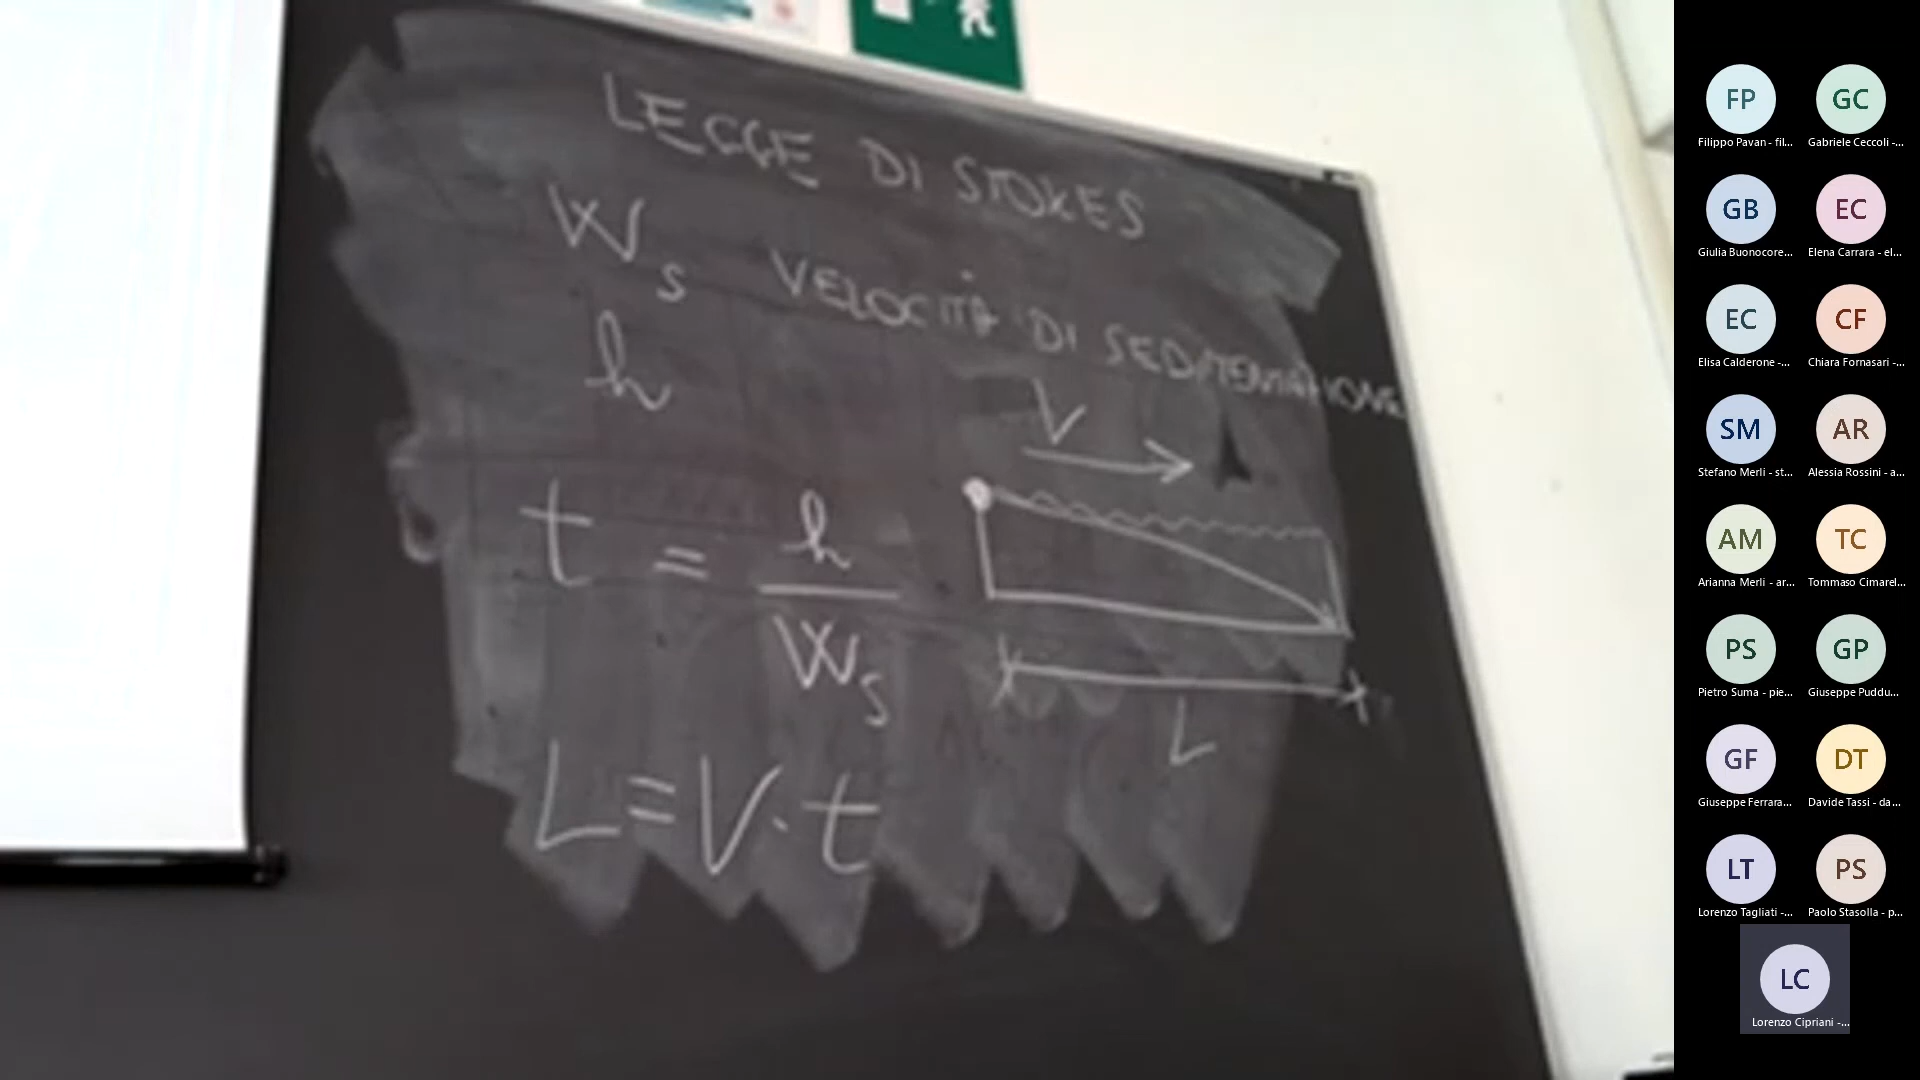 LEGGE DI STOKES
Ws VELOCITÀ DI SEDIMENTAZIONE
h
V
t = h / Ws
L
L = V · t
FP
Filippo Pavan - fil...
GC
Gabriele Ceccoli -...
GB
Giulia Buonocore...
EC
Elena Carrara - el...
EC
Elisa Calderone -...
CF
Chiara Fornasari -...
SM
Stefano Merli - st...
AR
Alessia Rossini - a...
AM
Arianna Merli - ar...
TC
Tommaso Cimarel...
PS
Pietro Suma - pie...
GP
Giuseppe Puddu...
GF
Giuseppe Ferrara...
DT
Davide Tassi - da...
LT
Lorenzo Tagliati -...
PS
Paolo Stasolla - p...
LC
Lorenzo Cipriani -...